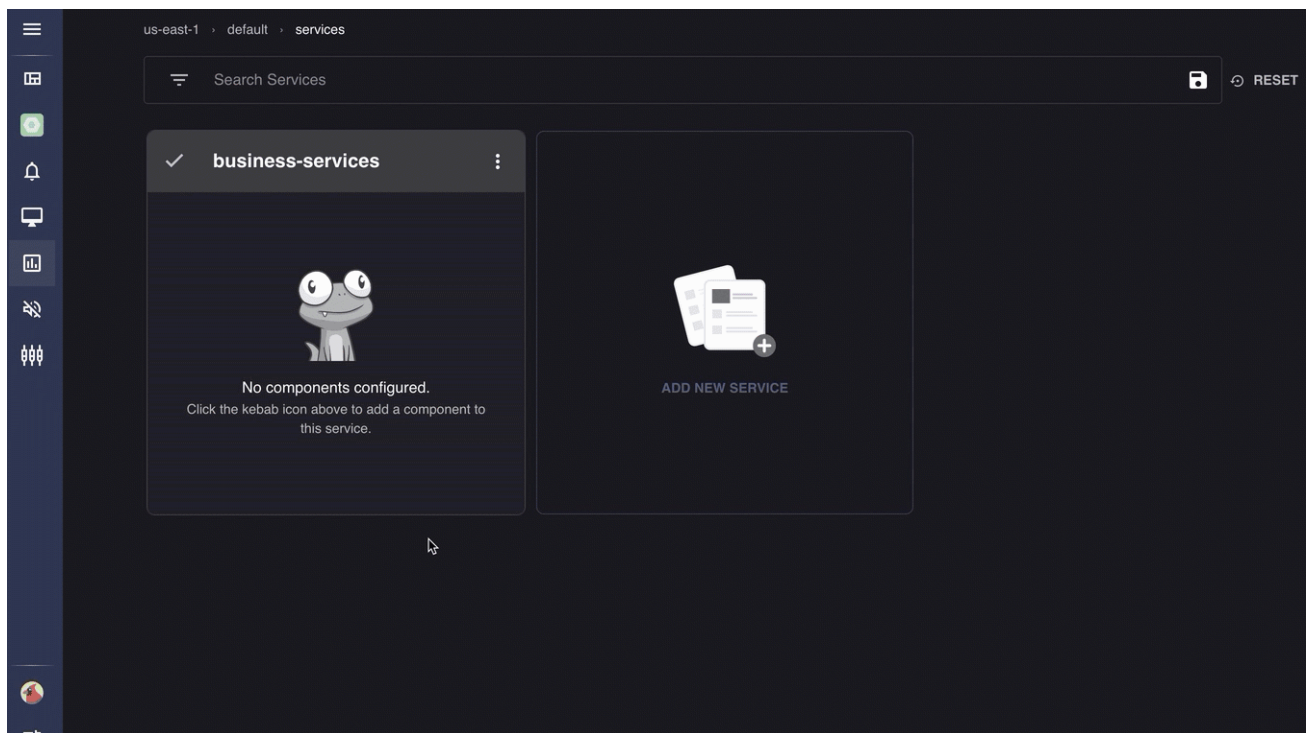 us-east-1 › default › services
Search Services
RESET
business-services
No components configured.
Click the kebab icon above to add a component to
this service.
ADD NEW SERVICE